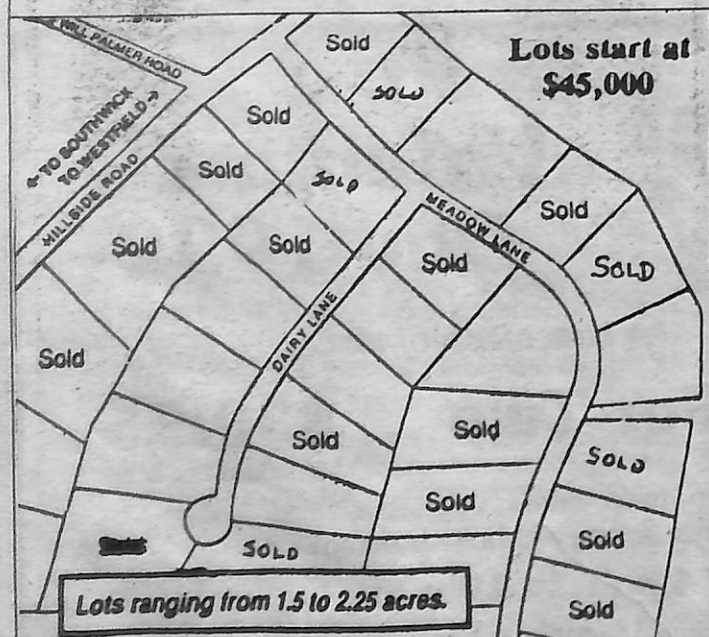 WILL PALMER ROAD
Lots start at
$45,000
Sold
SOLD
← TO SOUTHWICK
TO WESTFIELD →
HILLSIDE ROAD
Sold
Sold
SOLD
MEADOW LANE
Sold
Sold
Sold
Sold
SOLD
DAIRY LANE
Sold
Sold
Sold
SOLD
Sold
Sold
SOLD
Sold
Lots ranging from 1.5 to 2.25 acres.